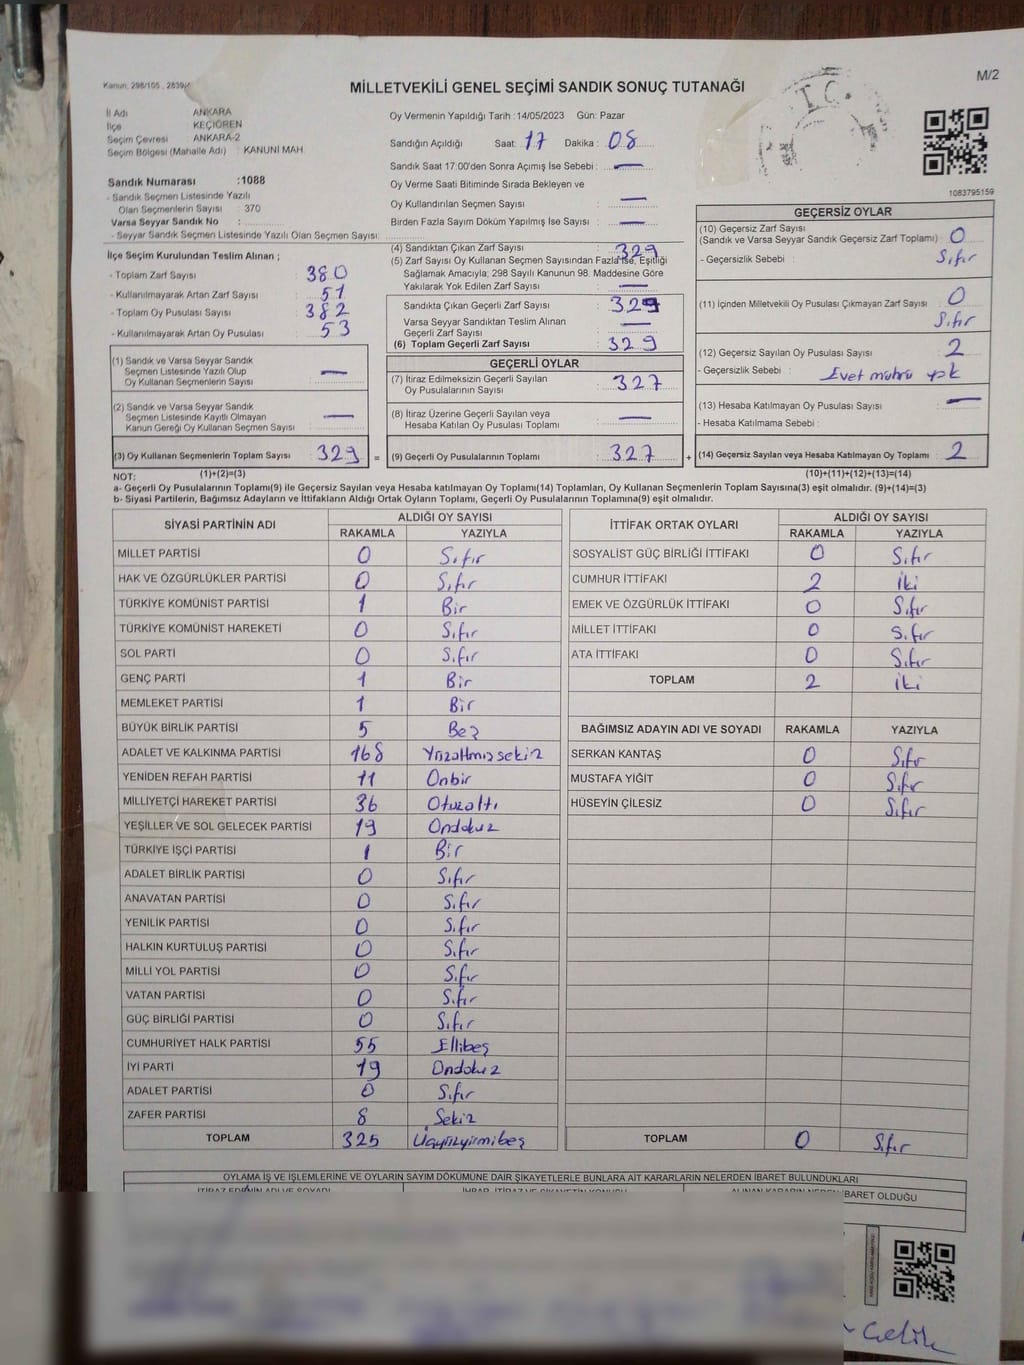 Kanun: 298/105 , 2839/
M/2
MİLLETVEKİLİ GENEL SEÇİMİ SANDIK SONUÇ TUTANAĞI
T.C.
İl Adı ANKARA
İlçe KEÇİÖREN
Seçim Çevresi ANKARA-2
Seçim Bölgesi (Mahalle Adı) : KANUNİ MAH.
Oy Vermenin Yapıldığı Tarih : 14/05/2023 Gün: Pazar
Sandığın Açıldığı Saat: 17 Dakika : 08
Sandık Saat 17:00'den Sonra Açımış İse Sebebi : —
Oy Verme Saati Bitiminde Sırada Bekleyen ve
Oy Kullandırılan Seçmen Sayısı : —
Birden Fazla Sayım Döküm Yapılmış İse Sayısı : —
1083795159
Sandık Numarası :1088
- Sandık Seçmen Listesinde Yazılı
Olan Seçmenlerin Sayısı : 370
Varsa Seyyar Sandık No :
- Seyyar Sandık Seçmen Listesinde Yazılı Olan Seçmen Sayısı:
İlçe Seçim Kurulundan Teslim Alınan ;
- Toplam Zarf Sayısı : 380
- Kullanılmayarak Artan Zarf Sayısı : 51
- Toplam Oy Pusulası Sayısı : 382
- Kullanılmayarak Artan Oy Pusulası : 53
(1) Sandık ve Varsa Seyyar Sandık
Seçmen Listesinde Yazılı Olup
Oy Kullanan Seçmenlerin Sayısı : —
(2) Sandık ve Varsa Seyyar Sandık
Seçmen Listesinde Kayıtlı Olmayan
Kanun Gereği Oy Kullanan Seçmen Sayısı : —
(3) Oy Kullanan Seçmenlerin Toplam Sayısı : 329 =
(4) Sandıktan Çıkan Zarf Sayısı : 329
(5) Zarf Sayısı Oy Kullanan Seçmen Sayısından Fazla İse, Eşitliği
Sağlamak Amacıyla; 298 Sayılı Kanunun 98. Maddesine Göre
Yakılarak Yok Edilen Zarf Sayısı : —
Sandıkta Çıkan Geçerli Zarf Sayısı : 329
Varsa Seyyar Sandıktan Teslim Alınan
Geçerli Zarf Sayısı : —
(6) Toplam Geçerli Zarf Sayısı : 329
GEÇERLİ OYLAR
(7) İtiraz Edilmeksizin Geçerli Sayılan
Oy Pusulalarının Sayısı : 327
(8) İtiraz Üzerine Geçerli Sayılan veya
Hesaba Katılan Oy Pusulası Toplamı : —
(9) Geçerli Oy Pusulalarının Toplamı : 327 +
GEÇERSİZ OYLAR
(10) Geçersiz Zarf Sayısı
(Sandık ve Varsa Seyyar Sandık Geçersiz Zarf Toplamı) : 0
- Geçersizlik Sebebi : Sıfır
(11) İçinden Milletvekili Oy Pusulası Çıkmayan Zarf Sayısı : 0
Sıfır
(12) Geçersiz Sayılan Oy Pusulası Sayısı : 2
- Geçersizlik Sebebi : Evet mührü yok
(13) Hesaba Katılmayan Oy Pusulası Sayısı : —
- Hesaba Katılmama Sebebi :
(14) Geçersiz Sayılan veya Hesaba Katılmayan Oy Toplamı : 2
NOT: (1)+(2)=(3) (10)+(11)+(12)+(13)=(14)
a- Geçerli Oy Pusulalarının Toplamı(9) ile Geçersiz Sayılan veya Hesaba katılmayan Oy Toplamı(14) Toplamları, Oy Kullanan Seçmenlerin Toplam Sayısına(3) eşit olmalıdır. (9)+(14)=(3)
b- Siyasi Partilerin, Bağımsız Adayların ve İttifakların Aldığı Ortak Oyların Toplamı, Geçerli Oy Pusulalarının Toplamına(9) eşit olmalıdır.
SİYASİ PARTİNİN ADI ALDIĞI OY SAYISI
RAKAMLA YAZIYLA
MİLLET PARTİSİ 0 Sıfır
HAK VE ÖZGÜRLÜKLER PARTİSİ 0 Sıfır
TÜRKİYE KOMÜNİST PARTİSİ 1 Bir
TÜRKİYE KOMÜNİST HAREKETİ 0 Sıfır
SOL PARTİ 0 Sıfır
GENÇ PARTİ 1 Bir
MEMLEKET PARTİSİ 1 Bir
BÜYÜK BİRLİK PARTİSİ 5 Beş
ADALET VE KALKINMA PARTİSİ 168 Yüzaltmışsekiz
YENİDEN REFAH PARTİSİ 11 Onbir
MİLLİYETÇİ HAREKET PARTİSİ 36 Otuzaltı
YEŞİLLER VE SOL GELECEK PARTİSİ 19 Ondokuz
TÜRKİYE İŞÇİ PARTİSİ 1 Bir
ADALET BİRLİK PARTİSİ 0 Sıfır
ANAVATAN PARTİSİ 0 Sıfır
YENİLİK PARTİSİ 0 Sıfır
HALKIN KURTULUŞ PARTİSİ 0 Sıfır
MİLLİ YOL PARTİSİ 0 Sıfır
VATAN PARTİSİ 0 Sıfır
GÜÇ BİRLİĞİ PARTİSİ 0 Sıfır
CUMHURİYET HALK PARTİSİ 55 Ellibeş
İYİ PARTİ 19 Ondokuz
ADALET PARTİSİ 0 Sıfır
ZAFER PARTİSİ 8 Sekiz
TOPLAM 325 Üçyüzyirmibeş
İTTİFAK ORTAK OYLARI ALDIĞI OY SAYISI
RAKAMLA YAZIYLA
SOSYALİST GÜÇ BİRLİĞİ İTTİFAKI 0 Sıfır
CUMHUR İTTİFAKI 2 İki
EMEK VE ÖZGÜRLÜK İTTİFAKI 0 Sıfır
MİLLET İTTİFAKI 0 Sıfır
ATA İTTİFAKI 0 Sıfır
TOPLAM 2 İki
BAĞIMSIZ ADAYIN ADI VE SOYADI RAKAMLA YAZIYLA
SERKAN KANTAŞ 0 Sıfır
MUSTAFA YİĞİT 0 Sıfır
HÜSEYİN ÇİLESİZ 0 Sıfır
TOPLAM 0 Sıfır
OYLAMA İŞ VE İŞLEMLERİNE VE OYLARIN SAYIM DÖKÜMÜNE DAİR ŞİKAYETLERLE BUNLARA AİT KARARLARIN NELERDEN İBARET BULUNDUKLARI
İBARET OLDUĞU
Çelik